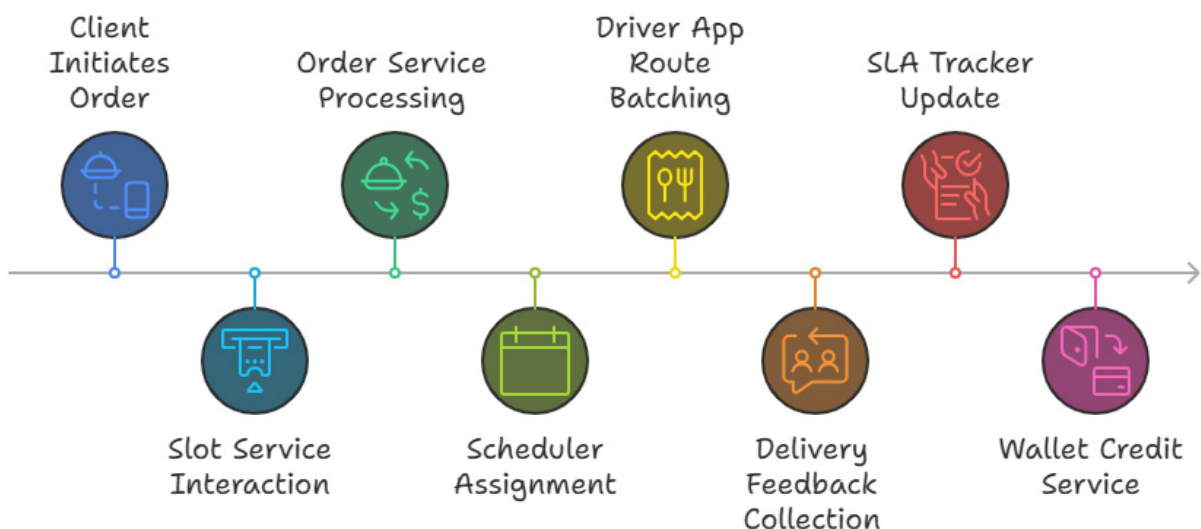 Client
Initiates
Order
Slot Service
Interaction
Order Service
Processing
$
Scheduler
Assignment
Driver App
Route
Batching
Delivery
Feedback
Collection
SLA Tracker
Update
Wallet Credit
Service